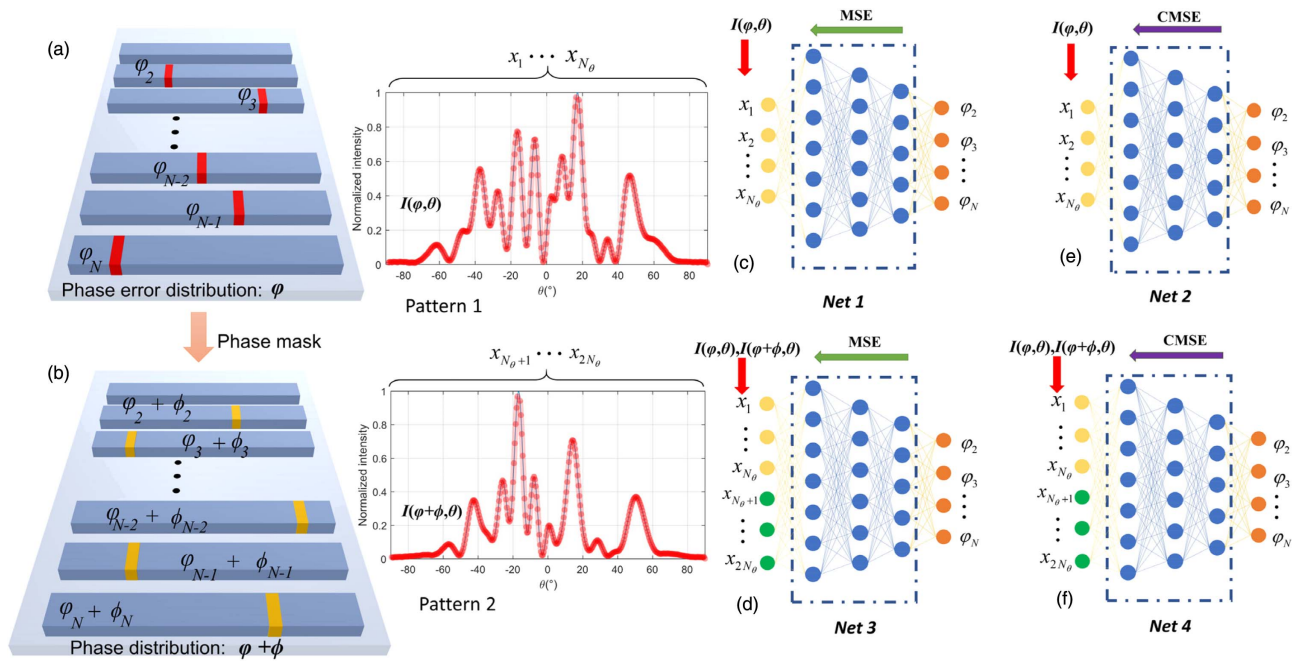 (a)
φ2
φ3
φN-2
φN-1
φN
Phase error distribution: φ
Phase mask
(b)
φ2 + ϕ2
φ3 + ϕ3
φN-2 + ϕN-2
φN-1 + ϕN-1
φN + ϕN
Phase distribution: φ +ϕ
x1 ··· xNθ
Normalized intensity
1
0.8
0.6
0.4
0.2
0
I(φ,θ)
-80 -60 -40 -20 0 20 40 60 80
θ(°)
Pattern 1
xNθ+1 ··· x2Nθ
Normalized intensity
1
0.8
0.6
0.4
0.2
0
I(φ+ϕ,θ)
-80 -60 -40 -20 0 20 40 60 80
θ(°)
Pattern 2
I(φ,θ)
MSE
x1
x2
xNθ
φ2
φ3
φN
(c)
Net 1
I(φ,θ)
CMSE
x1
x2
xNθ
φ2
φ3
φN
(e)
Net 2
I(φ,θ),I(φ+ϕ,θ)
MSE
x1
xNθ
xNθ+1
x2Nθ
φ2
φ3
φN
(d)
Net 3
I(φ,θ),I(φ+ϕ,θ)
CMSE
x1
xNθ
xNθ+1
x2Nθ
φ2
φ3
φN
(f)
Net 4